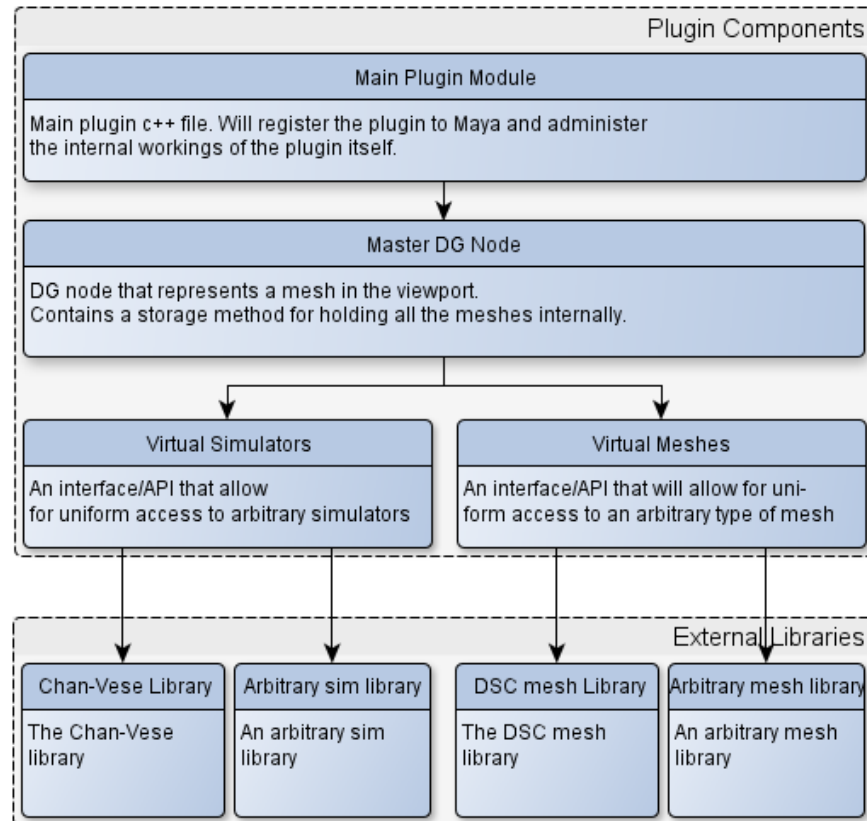 Plugin Components
Main Plugin Module
Main plugin c++ file. Will register the plugin to Maya and administer
the internal workings of the plugin itself.
Master DG Node
DG node that represents a mesh in the viewport.
Contains a storage method for holding all the meshes internally.
Virtual Simulators
An interface/API that allow
for uniform access to arbitrary simulators
Virtual Meshes
An interface/API that will allow for uni-
form access to an arbitrary type of mesh
External Libraries
Chan-Vese Library
The Chan-Vese
library
Arbitrary sim library
An arbitrary sim
library
DSC mesh Library
The DSC mesh
library
Arbitrary mesh library
An arbitrary mesh
library